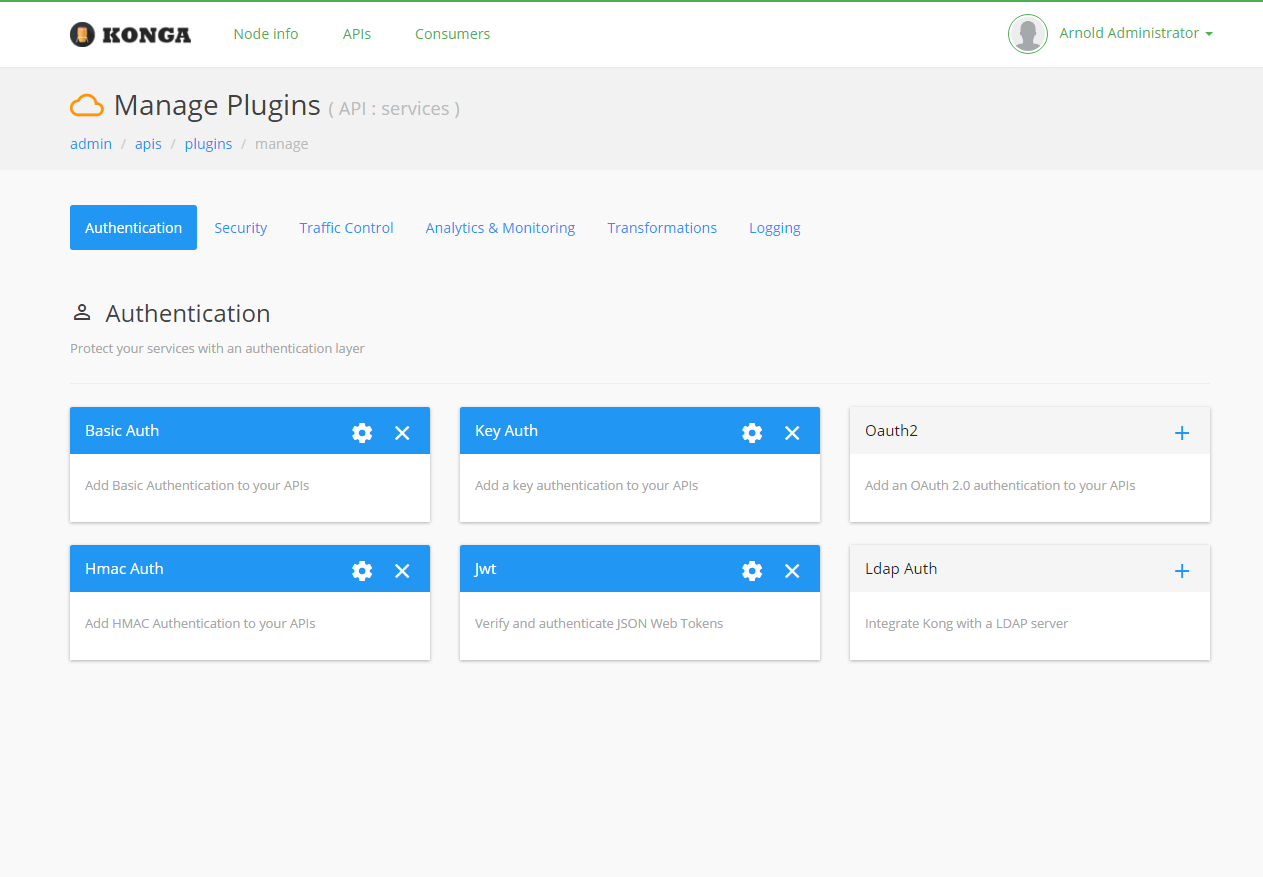 KONGA Node info APIs Consumers Arnold Administrator
Manage Plugins ( API : services )
admin / apis / plugins / manage
Authentication Security Traffic Control Analytics & Monitoring Transformations Logging
Authentication
Protect your services with an authentication layer
Basic Auth
Add Basic Authentication to your APIs
Key Auth
Add a key authentication to your APIs
Oauth2
Add an OAuth 2.0 authentication to your APIs
Hmac Auth
Add HMAC Authentication to your APIs
Jwt
Verify and authenticate JSON Web Tokens
Ldap Auth
Integrate Kong with a LDAP server